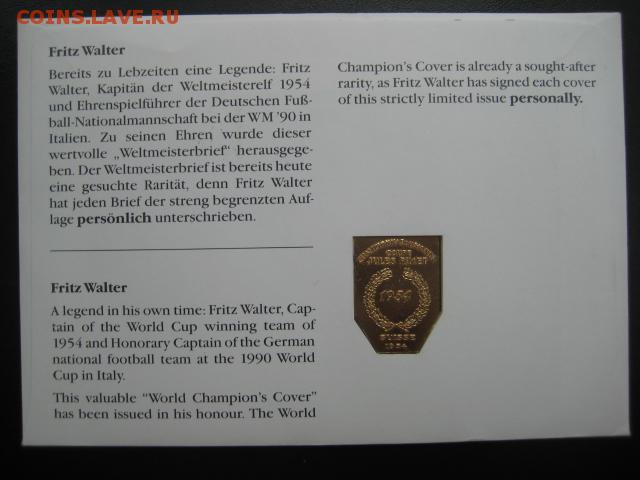 COINS.LAVE.RU
Fritz Walter
Bereits zu Lebzeiten eine Legende: Fritz
Walter, Kapitän der Weltmeisterelf 1954
und Ehrenspielführer der Deutschen Fuß-
ball-Nationalmannschaft bei der WM '90 in
Italien. Zu seinen Ehren wurde dieser
wertvolle „Weltmeisterbrief" herausgege-
ben. Der Weltmeisterbrief ist bereits heute
eine gesuchte Rarität, denn Fritz Walter
hat jeden Brief der streng begrenzten Auf-
lage persönlich unterschrieben.
Fritz Walter
A legend in his own time: Fritz Walter, Cap-
tain of the World Cup winning team of
1954 and Honorary Captain of the German
national football team at the 1990 World
Cup in Italy.
This valuable “World Champion's Cover”
has been issued in his honour. The World
Champion's Cover is already a sought-after
rarity, as Fritz Walter has signed each cover
of this strictly limited issue personally.
COUPE
JULES RIMET
1954
SUISSE
1954